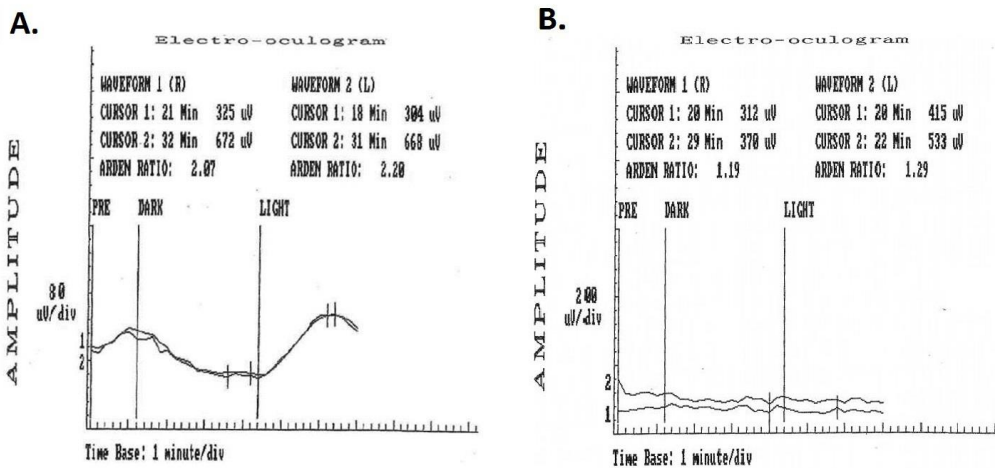 A.
Electro-oculogram
WAVEFORM 1 (R) WAVEFORM 2 (L)
CURSOR 1: 21 Min 325 uV CURSOR 1: 18 Min 304 uV
CURSOR 2: 32 Min 672 uV CURSOR 2: 31 Min 668 uV
ARDEN RATIO: 2.07 ARDEN RATIO: 2.20
PRE DARK LIGHT
AMPLITUDE
80
uV/div
1
2
Time Base: 1 minute/div
B.
Electro-oculogram
WAVEFORM 1 (R) WAVEFORM 2 (L)
CURSOR 1: 20 Min 312 uV CURSOR 1: 20 Min 415 uV
CURSOR 2: 29 Min 370 uV CURSOR 2: 22 Min 533 uV
ARDEN RATIO: 1.19 ARDEN RATIO: 1.29
PRE DARK LIGHT
AMPLITUDE
200
uV/div
2
1
Time Base: 1 minute/div